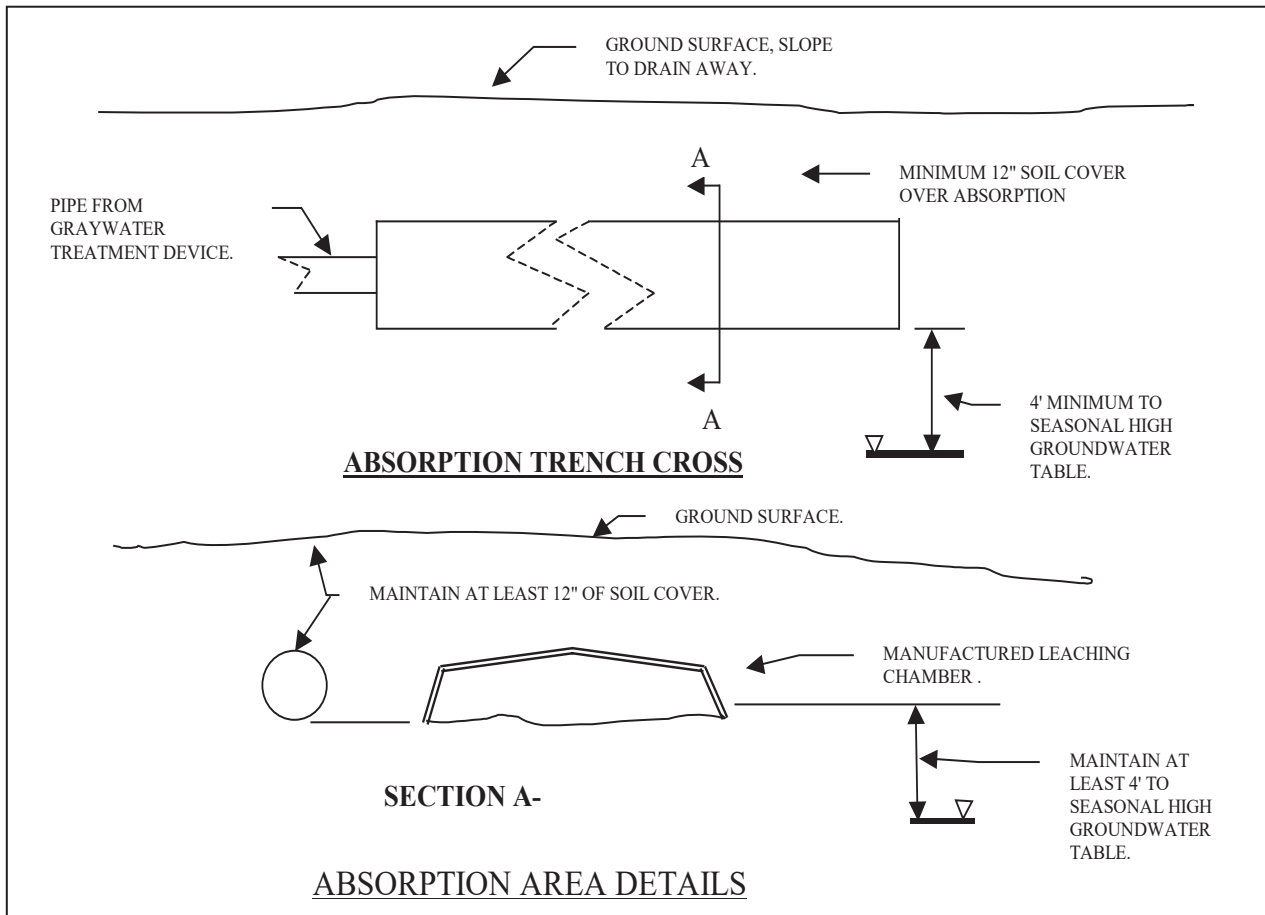 GROUND SURFACE, SLOPE
TO DRAIN AWAY.
A
MINIMUM 12" SOIL COVER
OVER ABSORPTION
PIPE FROM
GRAYWATER
TREATMENT DEVICE.
A
4' MINIMUM TO
SEASONAL HIGH
GROUNDWATER
TABLE.
ABSORPTION TRENCH CROSS
GROUND SURFACE.
MAINTAIN AT LEAST 12" OF SOIL COVER.
MANUFACTURED LEACHING
CHAMBER .
MAINTAIN AT
LEAST 4' TO
SEASONAL HIGH
GROUNDWATER
TABLE.
SECTION A-
ABSORPTION AREA DETAILS